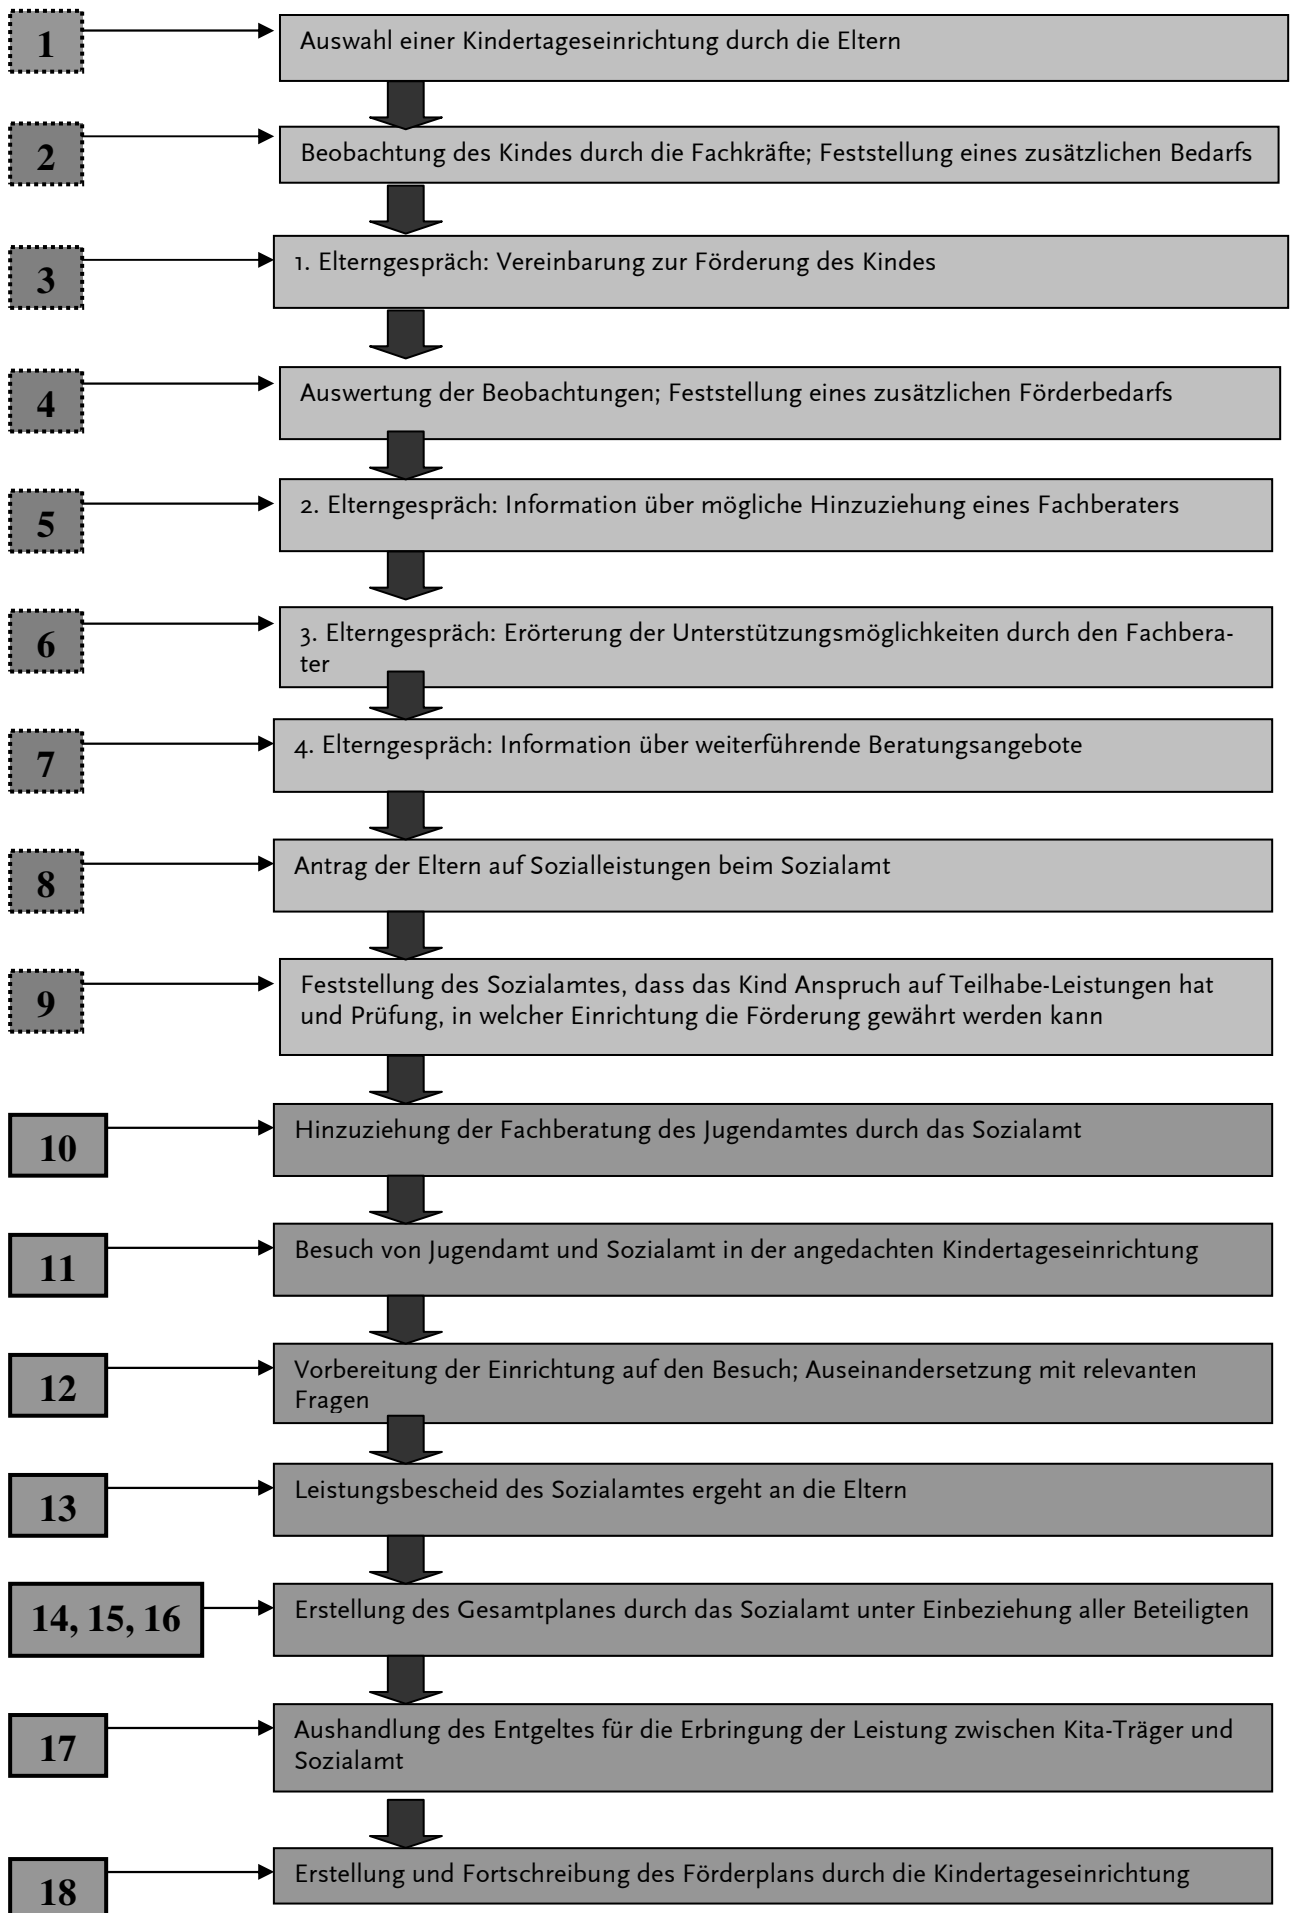 1
Auswahl einer Kindertageseinrichtung durch die Eltern
2
Beobachtung des Kindes durch die Fachkräfte; Feststellung eines zusätzlichen Bedarfs
3
1. Elterngespräch: Vereinbarung zur Förderung des Kindes
4
Auswertung der Beobachtungen; Feststellung eines zusätzlichen Förderbedarfs
5
2. Elterngespräch: Information über mögliche Hinzuziehung eines Fachberaters
6
3. Elterngespräch: Erörterung der Unterstützungsmöglichkeiten durch den Fachbera-
ter
7
4. Elterngespräch: Information über weiterführende Beratungsangebote
8
Antrag der Eltern auf Sozialleistungen beim Sozialamt
9
Feststellung des Sozialamtes, dass das Kind Anspruch auf Teilhabe-Leistungen hat
und Prüfung, in welcher Einrichtung die Förderung gewährt werden kann
10
Hinzuziehung der Fachberatung des Jugendamtes durch das Sozialamt
11
Besuch von Jugendamt und Sozialamt in der angedachten Kindertageseinrichtung
12
Vorbereitung der Einrichtung auf den Besuch; Auseinandersetzung mit relevanten
Fragen
13
Leistungsbescheid des Sozialamtes ergeht an die Eltern
14, 15, 16
Erstellung des Gesamtplanes durch das Sozialamt unter Einbeziehung aller Beteiligten
17
Aushandlung des Entgeltes für die Erbringung der Leistung zwischen Kita-Träger und
Sozialamt
18
Erstellung und Fortschreibung des Förderplans durch die Kindertageseinrichtung